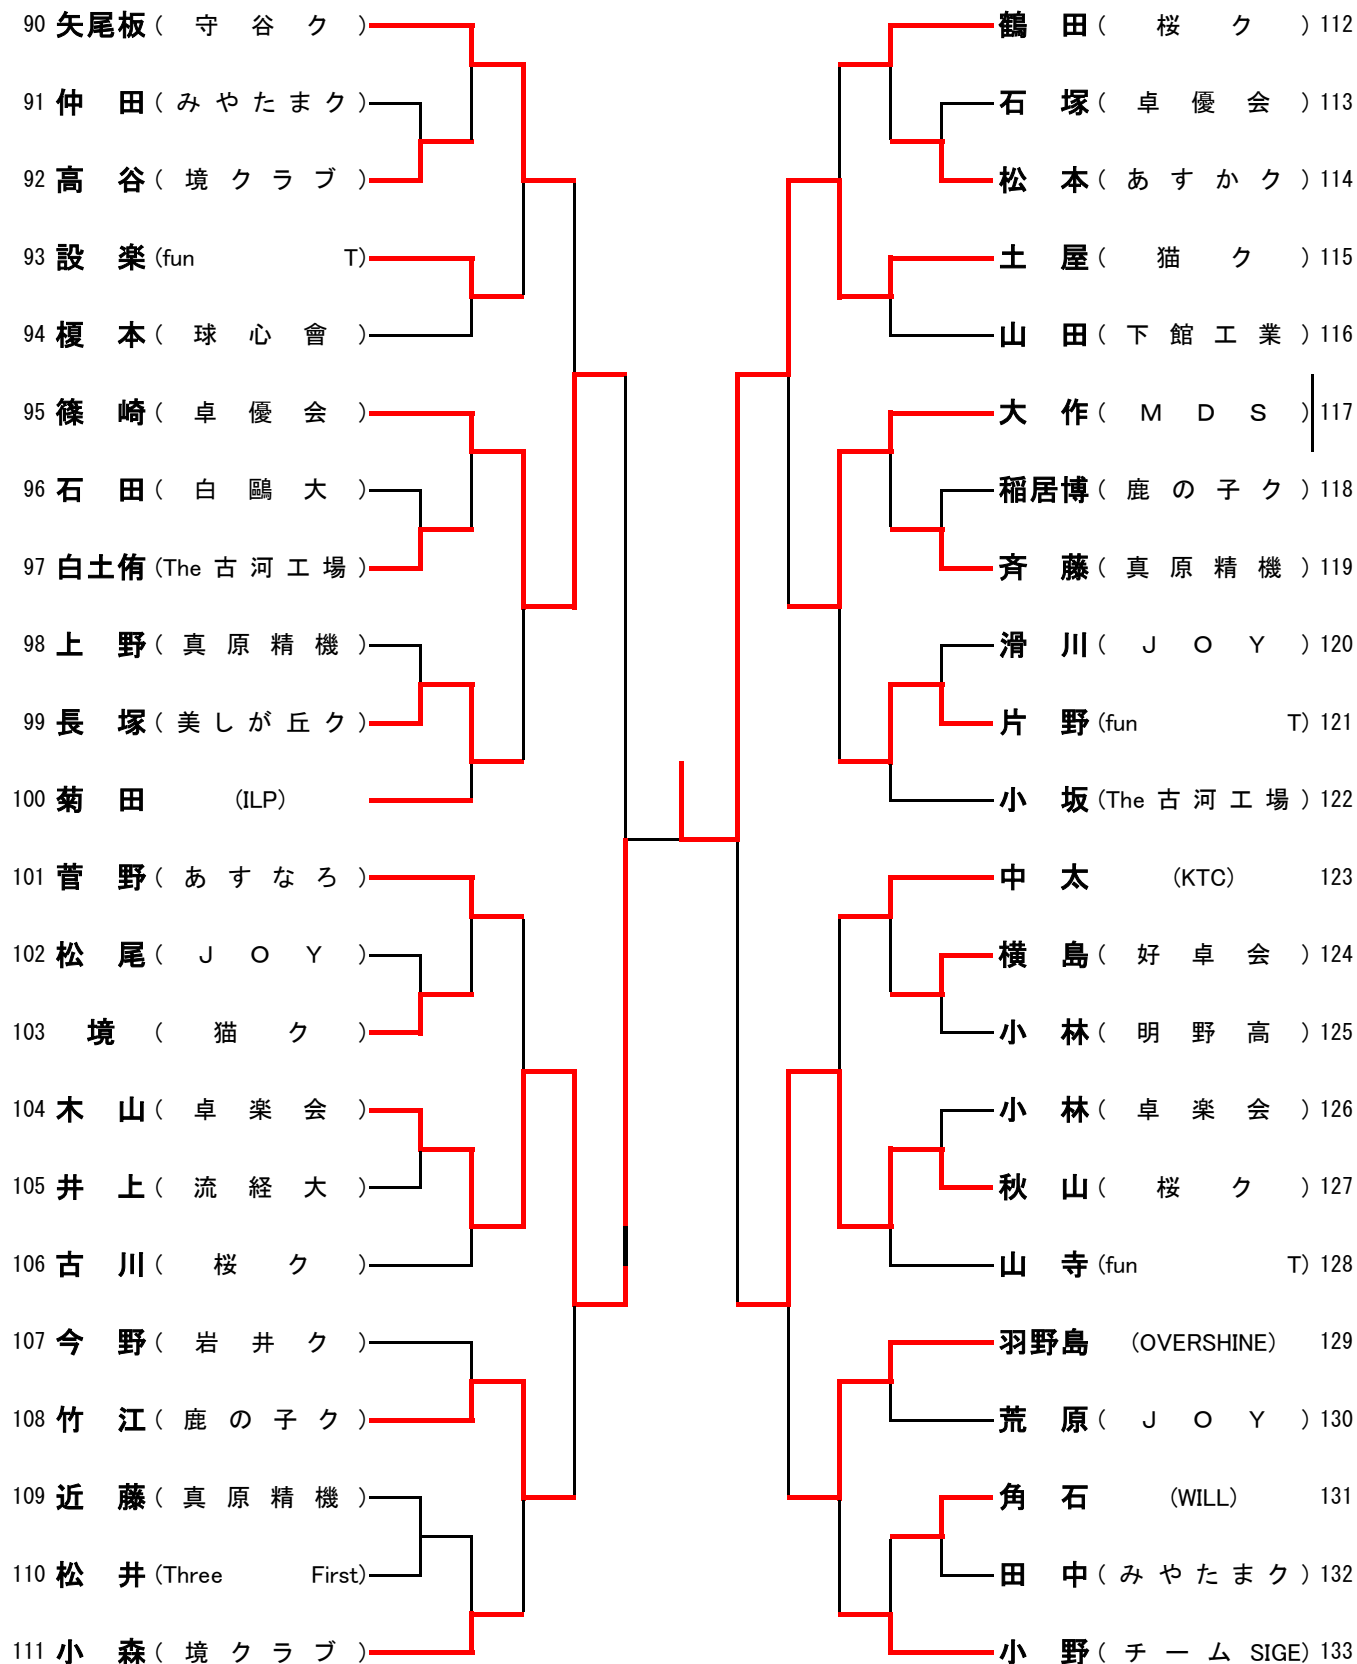 90 矢尾板 (守谷ク)
91 仲田 (みやたまク)
92 高谷 (境クラブ)
93 設楽 (fun T)
94 榎本 (球心會)
95 篠崎 (卓優会)
96 石田 (白鷗大)
97 白土侑 (The 古河工場)
98 上野 (真原精機)
99 長塚 (美しが丘ク)
100 菊田 (ILP)
101 菅野 (あすなろ)
102 松尾 (JOY)
103 境 (猫ク)
104 木山 (卓楽会)
105 井上 (流経大)
106 古川 (桜ク)
107 今野 (岩井ク)
108 竹江 (鹿の子ク)
109 近藤 (真原精機)
110 松井 (Three First)
111 小森 (境クラブ)
鶴田 (桜ク) 112
石塚 (卓優会) 113
松本 (あすかク) 114
土屋 (猫ク) 115
山田 (下館工業) 116
大作 (MDS) 117
稲居博 (鹿の子ク) 118
斉藤 (真原精機) 119
滑川 (JOY) 120
片野 (fun T) 121
小坂 (The 古河工場) 122
中太 (KTC) 123
横島 (好卓会) 124
小林 (明野高) 125
小林 (卓楽会) 126
秋山 (桜ク) 127
山寺 (fun T) 128
羽野島 (OVERSHINE) 129
荒原 (JOY) 130
角石 (WILL) 131
田中 (みやたまク) 132
小野 (チーム SIGE) 133